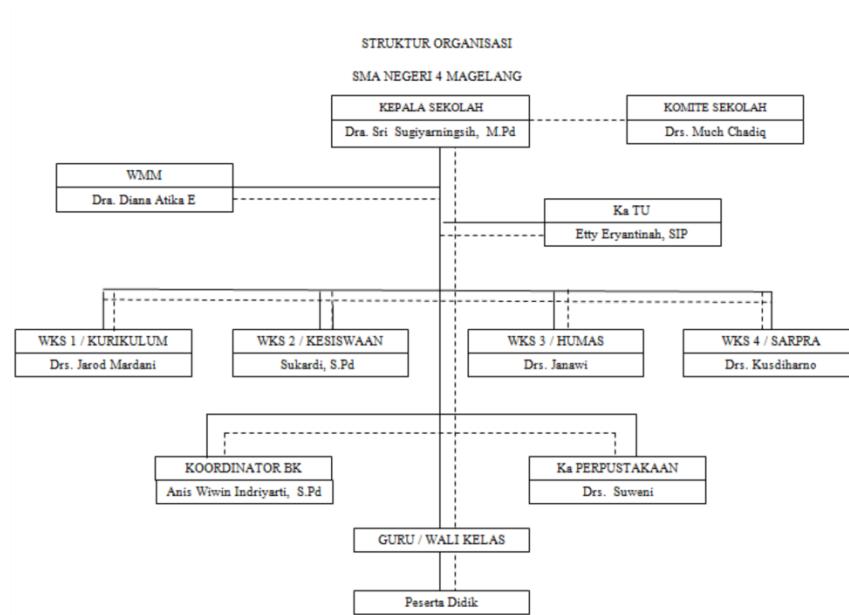 STRUKTUR ORGANISASI
SMA NEGERI 4 MAGELANG
KEPALA SEKOLAH
Dra. Sri Sugiyarningsih, M.Pd
KOMITE SEKOLAH
Drs. Much Chadiq
WMM
Dra. Diana Atika E
Ka TU
Etty Eryantinah, SIP
WKS 1 / KURIKULUM
Drs. Jarod Mardani
WKS 2 / KESISWAAN
Sukardi, S.Pd
WKS 3 / HUMAS
Drs. Janawi
WKS 4 / SARPRA
Drs. Kusdiharno
KOORDINATOR BK
Anis Wiwin Indriyarti, S.Pd
Ka PERPUSTAKAAN
Drs. Suweni
GURU / WALI KELAS
Peserta Didik